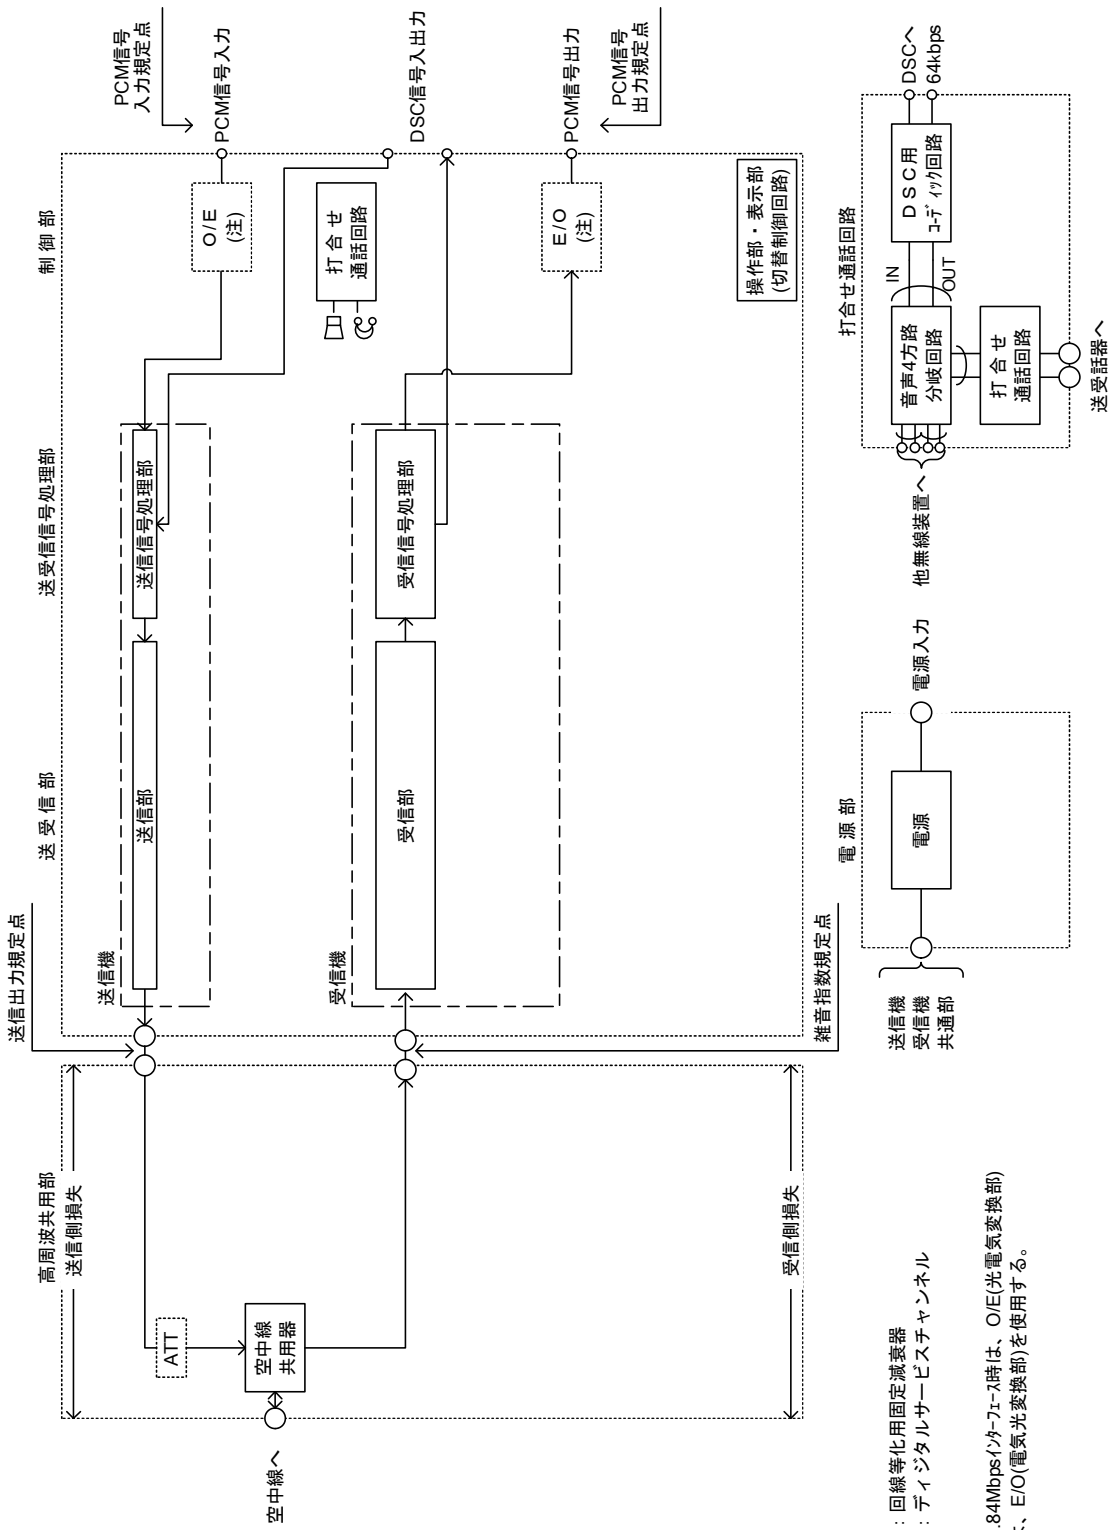 PCM信号
入力規定点
PCM信号入力
DSC信号入出力
PCM信号出力
PCM信号
出力規定点
制御部
O/E
(注)
打合せ
通話回路
E/O
(注)
操作部・表示部
(切替制御回路)
送受信信号処理部
送信信号処理部
受信信号処理部
送受信部
送信機
送信部
受信機
受信部
送信出力規定点
雑音指数規定点
高周波共用部
送信側損失
ATT
空中線
共用器
空中線へ
受信側損失
打合せ通話回路
DSCへ
64kbps
DSC用
コーディック回路
IN
OUT
音声4方路
分岐回路
打合せ
通話回路
送受話器へ
他無線装置へ
電源部
電源入力
電源
送信機
受信機
共通部
:回線等化用固定減衰器
:ディジタルサービスチャンネル
.84Mbpsインターフェース時は、O/E(光電気変換部)
、E/O(電気光変換部)を使用する。